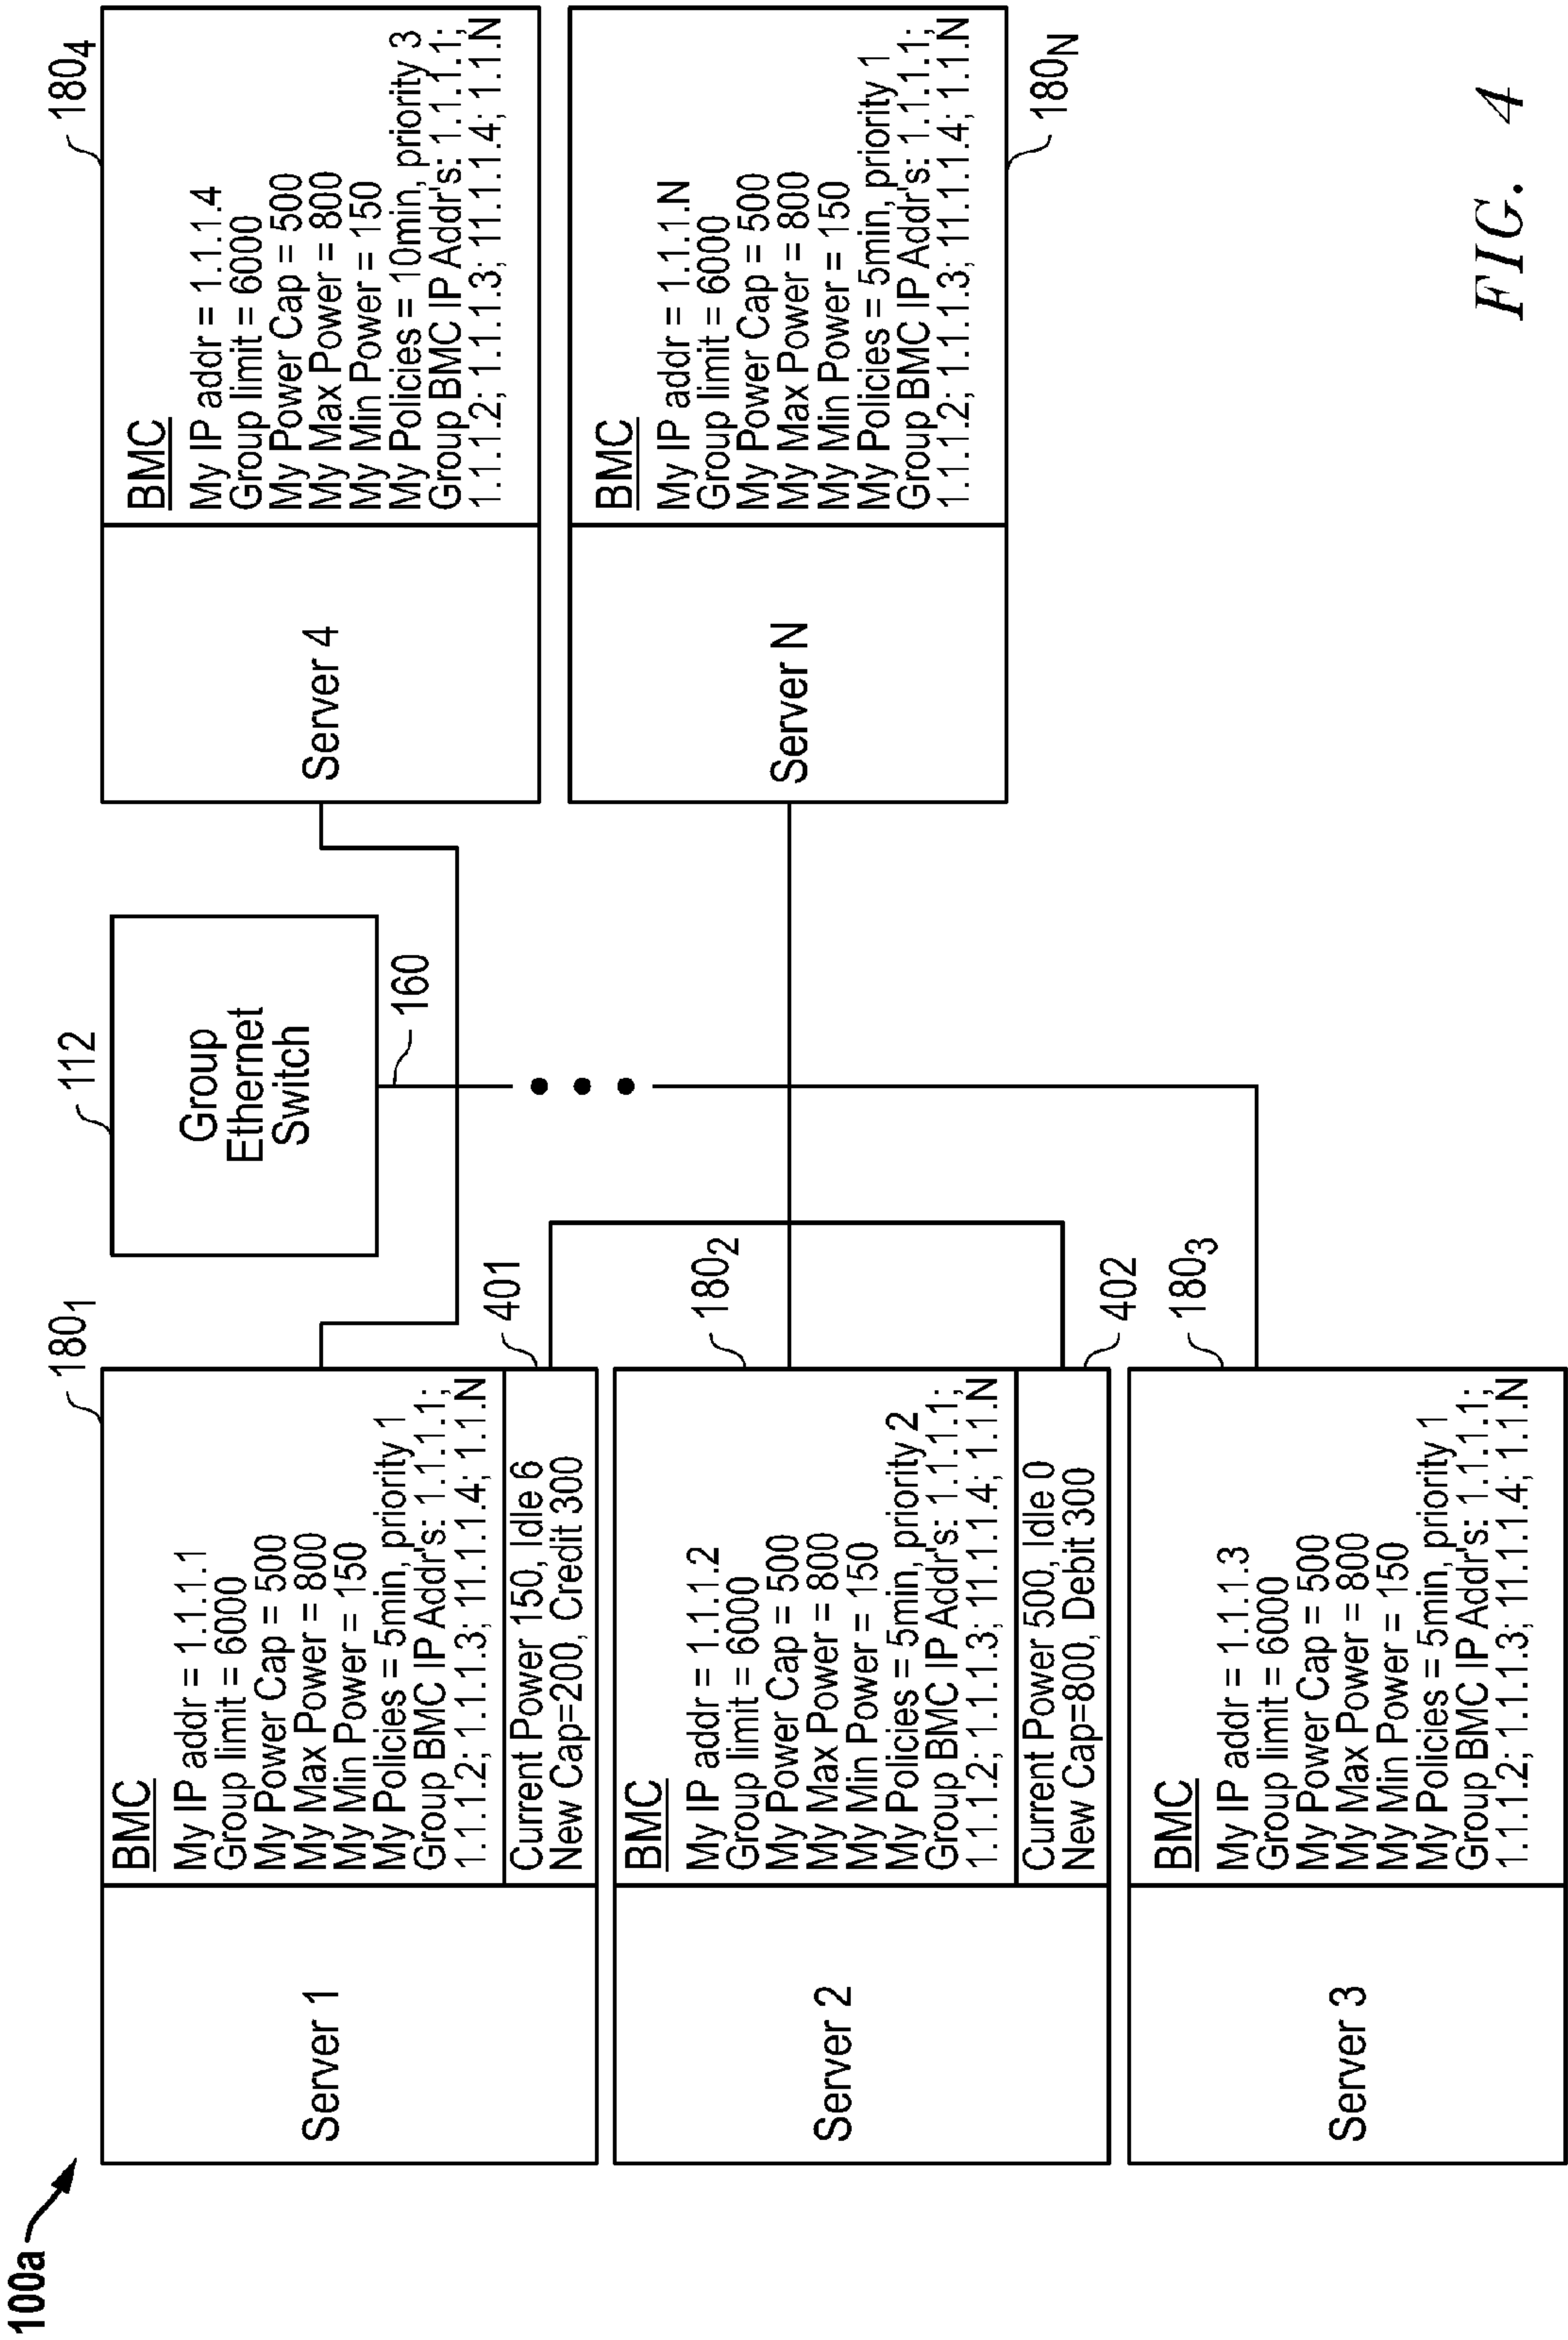 100a
180₁
BMC
My IP addr = 1.1.1.1
Group limit = 6000
My Power Cap = 500
My Max Power = 800
My Min Power = 150
My Policies = 5min, priority 1
Group BMC IP Addr's: 1.1.1.1;
1.1.1.2; 1.1.1.3; 11.1.1.4; 1.1.N
Server 1
Current Power 150, Idle 6
New Cap=200, Credit 300
401
180₂
BMC
My IP addr = 1.1.1.2
Group limit = 6000
My Power Cap = 500
My Max Power = 800
My Min Power = 150
My Policies = 5min, priority 2
Group BMC IP Addr's: 1.1.1.1;
1.1.1.2; 1.1.1.3; 11.1.1.4; 1.1.N
Server 2
Current Power 500, Idle 0
New Cap=800, Debit 300
402
180₃
BMC
My IP addr = 1.1.1.3
Group limit = 6000
My Power Cap = 500
My Max Power = 800
My Min Power = 150
My Policies = 5min, priority 1
Group BMC IP Addr's: 1.1.1.1;
1.1.1.2; 1.1.1.3; 11.1.1.4; 1.1.N
Server 3
112
Group
Ethernet
Switch
160
180₄
BMC
My IP addr = 1.1.1.4
Group limit = 6000
My Power Cap = 500
My Max Power = 800
My Min Power = 150
My Policies = 10min, priority 3
Group BMC IP Addr's: 1.1.1.1;
1.1.1.2; 1.1.1.3; 11.1.1.4; 1.1.N
Server 4
BMC
My IP addr = 1.1.1.N
Group limit = 6000
My Power Cap = 500
My Max Power = 800
My Min Power = 150
My Policies = 5min, priority 1
Group BMC IP Addr's: 1.1.1.1;
1.1.1.2; 1.1.1.3; 11.1.1.4; 1.1.N
Server N
180N
FIG. 4